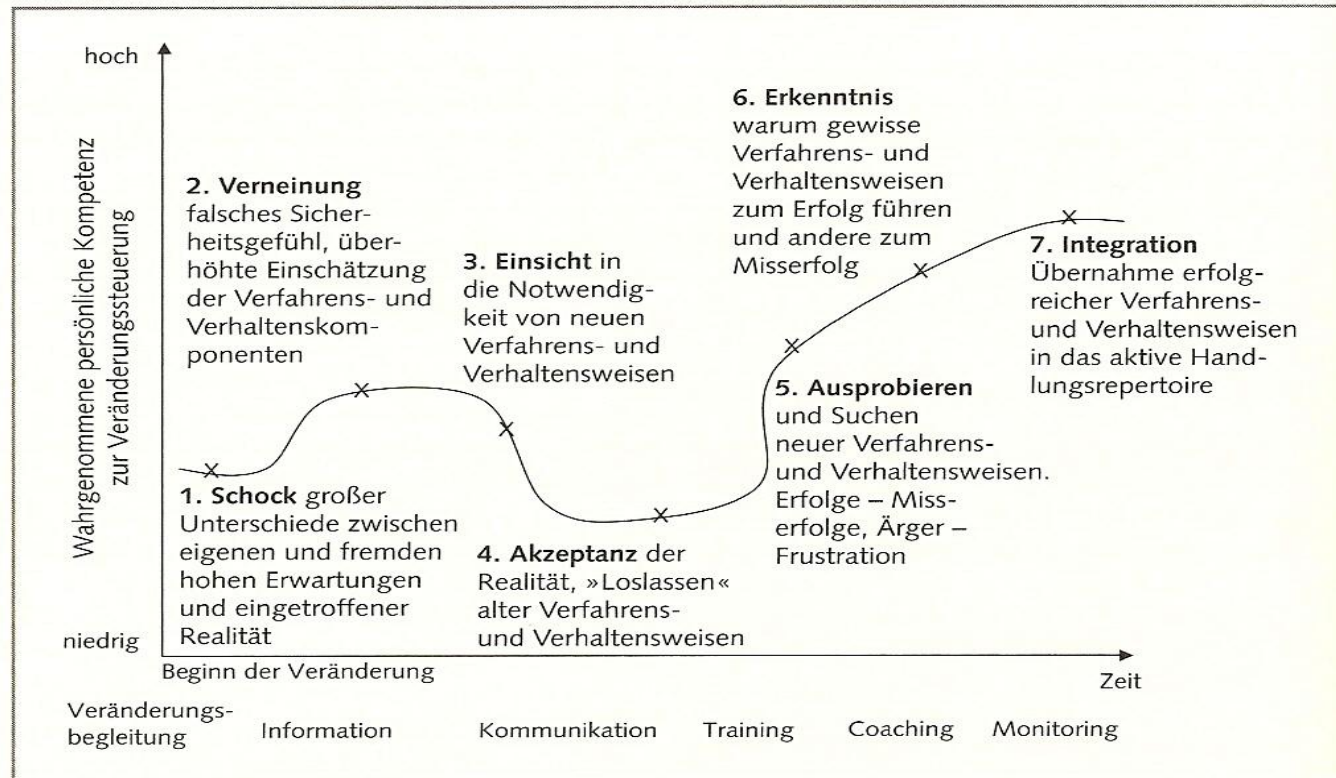 hoch
Wahrgenommene persönliche Kompetenz
zur Veränderungssteuerung
niedrig
2. Verneinung
falsches Sicher-
heitsgefühl, über-
höhte Einschätzung
der Verfahrens- und
Verhaltenskom-
ponenten
3. Einsicht in
die Notwendig-
keit von neuen
Verfahrens- und
Verhaltensweisen
6. Erkenntnis
warum gewisse
Verfahrens- und
Verhaltensweisen
zum Erfolg führen
und andere zum
Misserfolg
7. Integration
Übernahme erfolg-
reicher Verfahrens-
und Verhaltensweisen
in das aktive Hand-
lungsrepertoire
1. Schock großer
Unterschiede zwischen
eigenen und fremden
hohen Erwartungen
und eingetroffener
Realität
4. Akzeptanz der
Realität, »Loslassen«
alter Verfahrens-
und Verhaltensweisen
5. Ausprobieren
und Suchen
neuer Verfahrens-
und Verhaltensweisen.
Erfolge – Miss-
erfolge, Ärger –
Frustration
Beginn der Veränderung
Zeit
Veränderungs-
begleitung
Information
Kommunikation
Training
Coaching
Monitoring